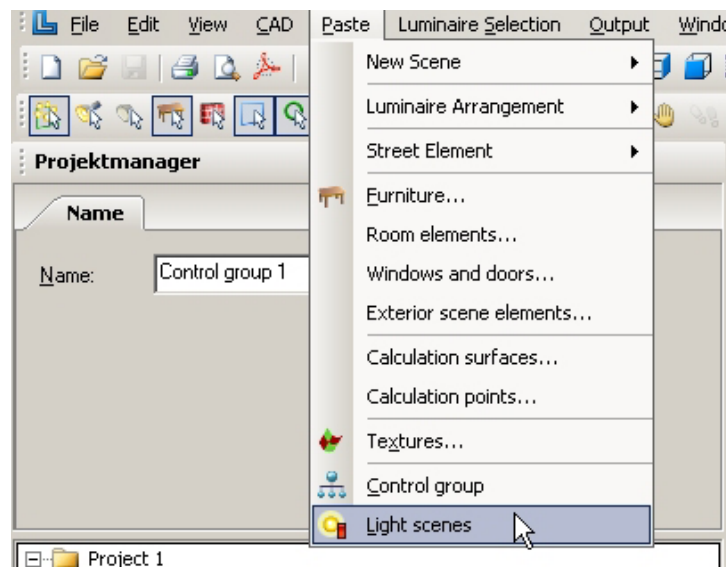 File Edit View CAD Paste Luminaire Selection Output
New Scene
Luminaire Arrangement
Street Element
Projektmanager
Furniture...
Name
Room elements...
Name: Control group 1
Windows and doors...
Exterior scene elements...
Calculation surfaces...
Calculation points...
Textures...
Control group
Light scenes
Project 1